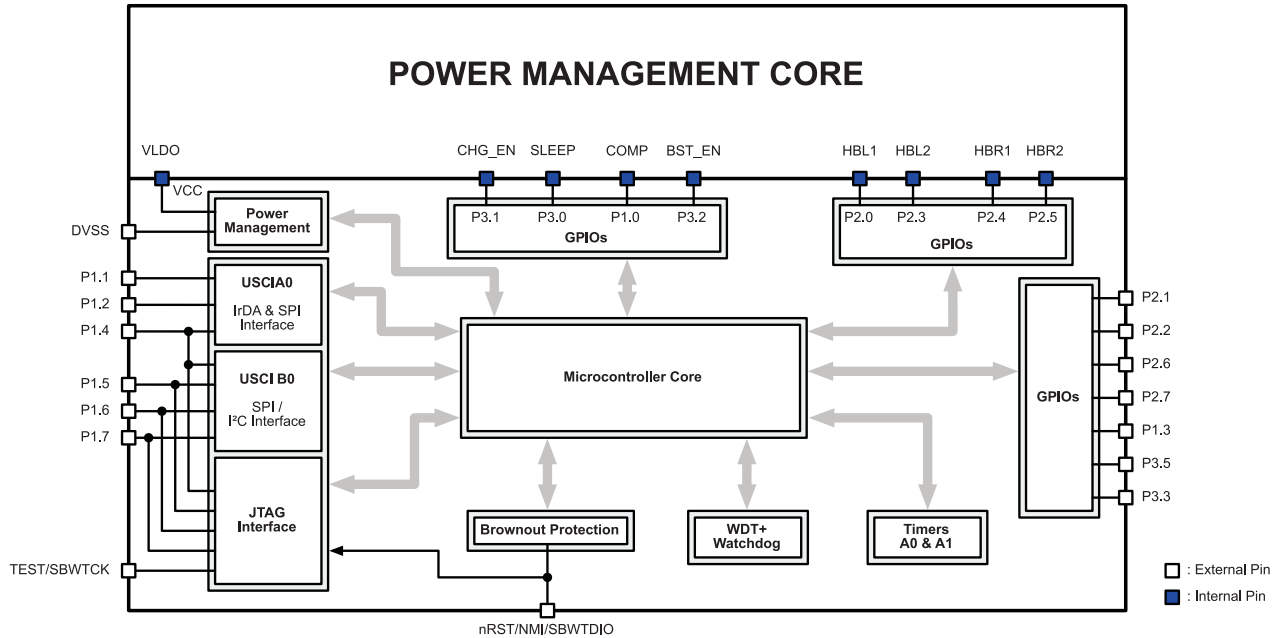 POWER MANAGEMENT CORE
VLDO
CHG_EN
SLEEP
COMP
BST_EN
HBL1
HBL2
HBR1
HBR2
VCC
Power
Management
P3.1
P3.0
P1.0
P3.2
GPIOs
P2.0
P2.3
P2.4
P2.5
GPIOs
DVSS
P1.1
P1.2
P1.4
P1.5
P1.6
P1.7
TEST/SBWTCK
USCIA0
IrDA & SPI
Interface
USCI B0
SPI /
I²C Interface
JTAG
Interface
Microcontroller Core
GPIOs
P2.1
P2.2
P2.6
P2.7
P1.3
P3.5
P3.3
Brownout Protection
WDT+
Watchdog
Timers
A0 & A1
nRST/NMI/SBWTDIO
: External Pin
: Internal Pin